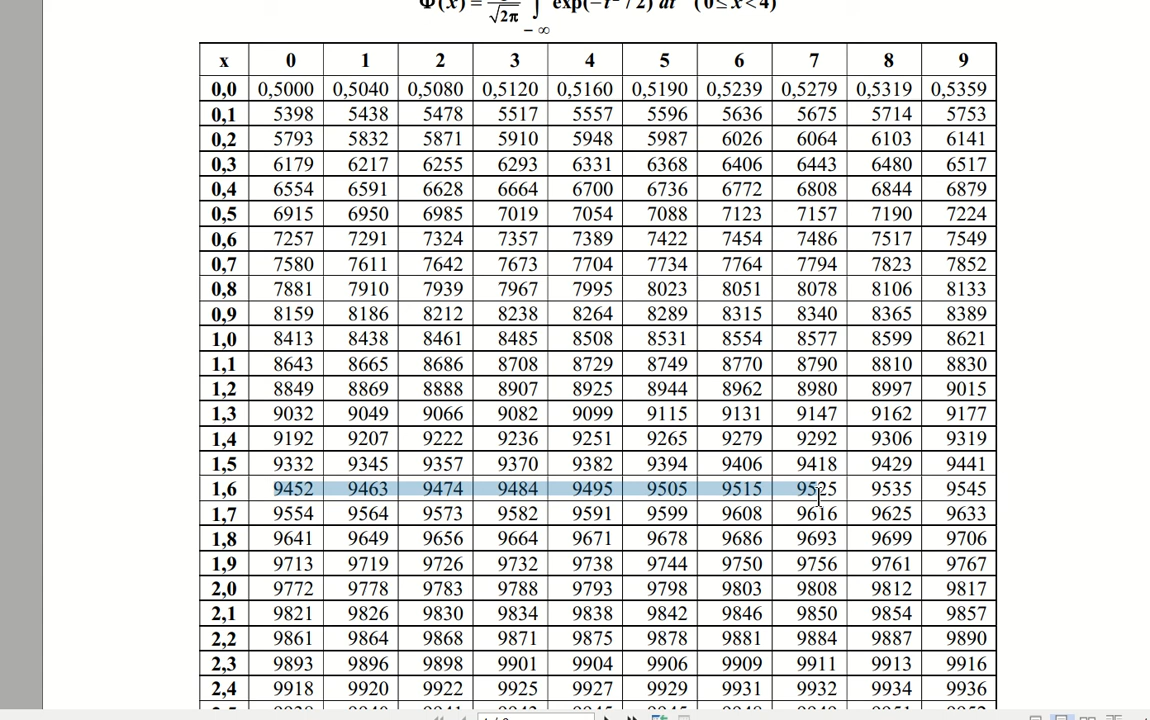 Φ(x) = 1/√2π ∫ exp(−t² / 2) dt (0 ≤ x < 4)
− ∞
x 0 1 2 3 4 5 6 7 8 9
0,0 0,5000 0,5040 0,5080 0,5120 0,5160 0,5190 0,5239 0,5279 0,5319 0,5359
0,1 5398 5438 5478 5517 5557 5596 5636 5675 5714 5753
0,2 5793 5832 5871 5910 5948 5987 6026 6064 6103 6141
0,3 6179 6217 6255 6293 6331 6368 6406 6443 6480 6517
0,4 6554 6591 6628 6664 6700 6736 6772 6808 6844 6879
0,5 6915 6950 6985 7019 7054 7088 7123 7157 7190 7224
0,6 7257 7291 7324 7357 7389 7422 7454 7486 7517 7549
0,7 7580 7611 7642 7673 7704 7734 7764 7794 7823 7852
0,8 7881 7910 7939 7967 7995 8023 8051 8078 8106 8133
0,9 8159 8186 8212 8238 8264 8289 8315 8340 8365 8389
1,0 8413 8438 8461 8485 8508 8531 8554 8577 8599 8621
1,1 8643 8665 8686 8708 8729 8749 8770 8790 8810 8830
1,2 8849 8869 8888 8907 8925 8944 8962 8980 8997 9015
1,3 9032 9049 9066 9082 9099 9115 9131 9147 9162 9177
1,4 9192 9207 9222 9236 9251 9265 9279 9292 9306 9319
1,5 9332 9345 9357 9370 9382 9394 9406 9418 9429 9441
1,6 9452 9463 9474 9484 9495 9505 9515 9525 9535 9545
1,7 9554 9564 9573 9582 9591 9599 9608 9616 9625 9633
1,8 9641 9649 9656 9664 9671 9678 9686 9693 9699 9706
1,9 9713 9719 9726 9732 9738 9744 9750 9756 9761 9767
2,0 9772 9778 9783 9788 9793 9798 9803 9808 9812 9817
2,1 9821 9826 9830 9834 9838 9842 9846 9850 9854 9857
2,2 9861 9864 9868 9871 9875 9878 9881 9884 9887 9890
2,3 9893 9896 9898 9901 9904 9906 9909 9911 9913 9916
2,4 9918 9920 9922 9925 9927 9929 9931 9932 9934 9936